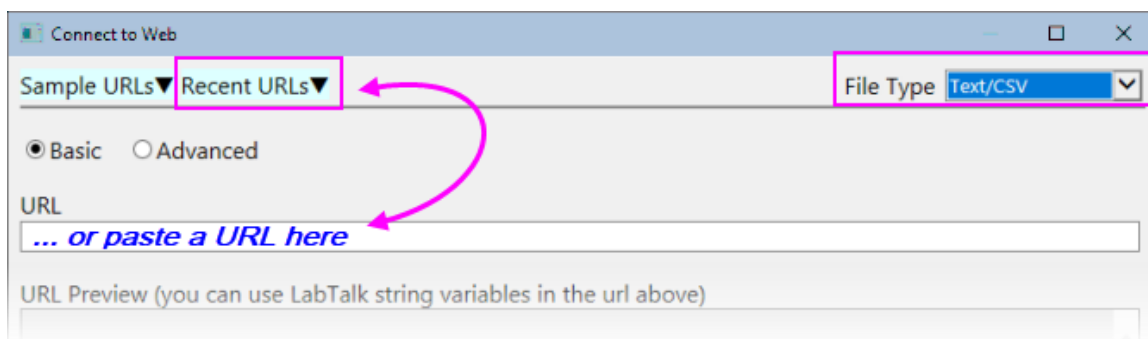 Connect to Web
Sample URLs▼ Recent URLs▼ File Type Text/CSV
Basic Advanced
URL
... or paste a URL here
URL Preview (you can use LabTalk string variables in the url above)